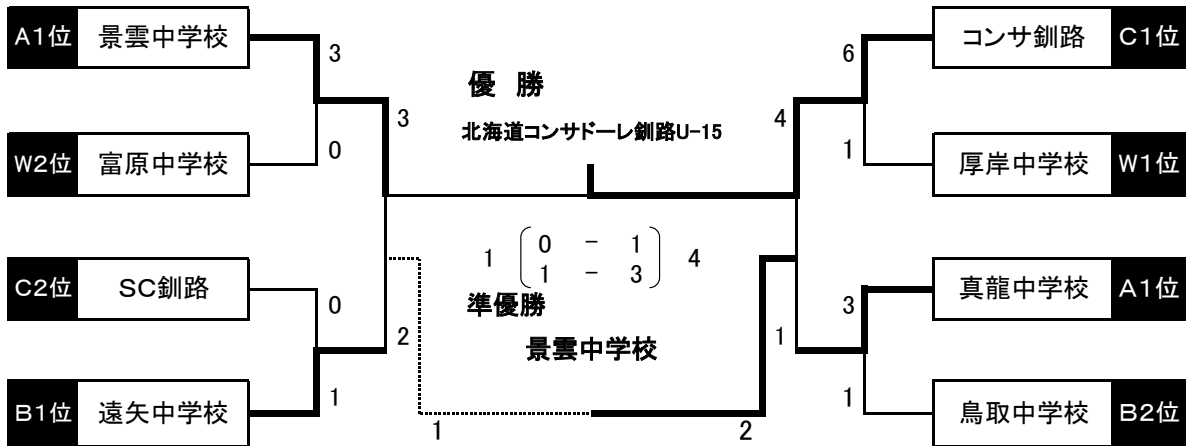 A1位 景雲中学校 3 6 コンサ釧路 C1位
優 勝
3 北海道コンサドーレ釧路U-15 4
W2位 富原中学校 0 1 厚岸中学校 W1位
1 0 - 1 4
1 - 3
C2位 SC釧路 0 3 真龍中学校 A1位
準優勝
2 景雲中学校 1
B1位 遠矢中学校 1 1 鳥取中学校 B2位
1 2